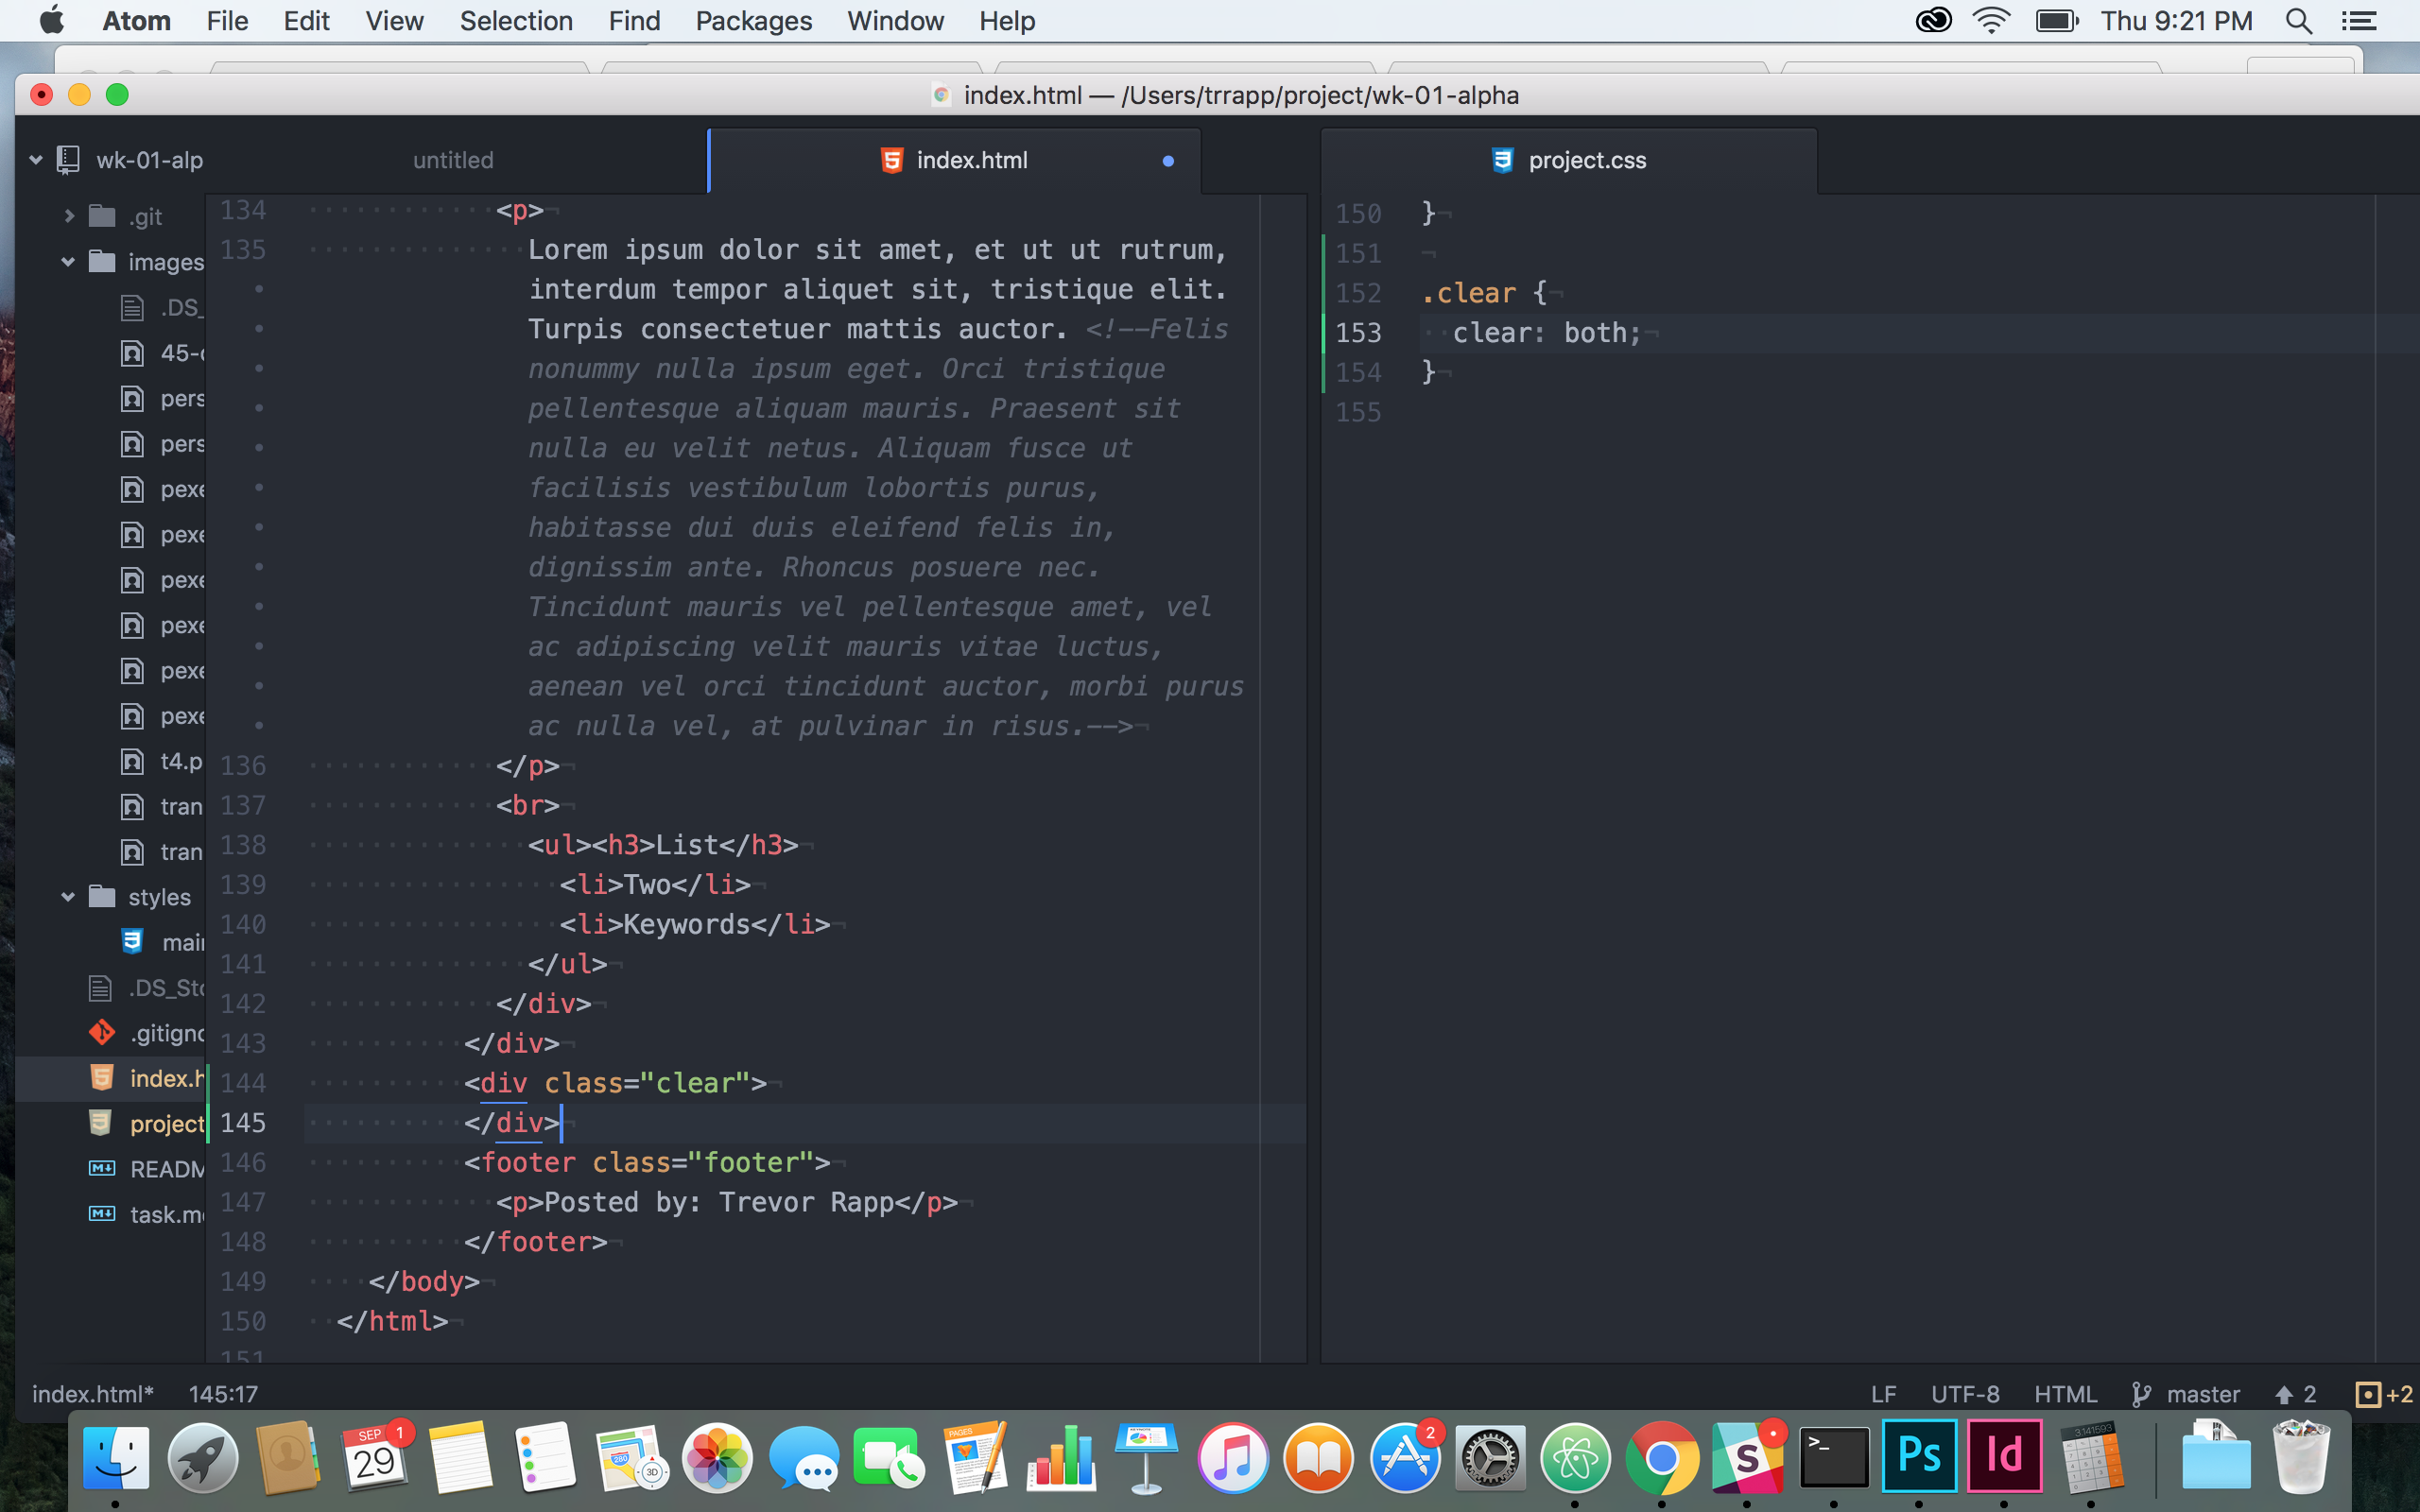 Atom File Edit View Selection Find Packages Window Help Thu 9:21 PM
index.html — /Users/trrapp/project/wk-01-alpha
wk-01-alp untitled index.html project.css
.git
images
.DS_
45-
pers
pers
pexe
pexe
pexe
pexe
pexe
pexe
t4.p
tran
tran
styles
mai
.DS_Sto
.gitigno
index.h
project
READM
task.m
134 <p>
135 Lorem ipsum dolor sit amet, et ut ut rutrum,
interdum tempor aliquet sit, tristique elit.
Turpis consectetuer mattis auctor. <!--Felis
nonummy nulla ipsum eget. Orci tristique
pellentesque aliquam mauris. Praesent sit
nulla eu velit netus. Aliquam fusce ut
facilisis vestibulum lobortis purus,
habitasse dui duis eleifend felis in,
dignissim ante. Rhoncus posuere nec.
Tincidunt mauris vel pellentesque amet, vel
ac adipiscing velit mauris vitae luctus,
aenean vel orci tincidunt auctor, morbi purus
ac nulla vel, at pulvinar in risus.-->
136 </p>
137 <br>
138 <ul><h3>List</h3>
139 <li>Two</li>
140 <li>Keywords</li>
141 </ul>
142 </div>
143 </div>
144 <div class="clear">
145 </div>
146 <footer class="footer">
147 <p>Posted by: Trevor Rapp</p>
148 </footer>
149 </body>
150 </html>
151
150 }
151
152 .clear {
153 clear: both;
154 }
155
index.html* 145:17 LF UTF-8 HTML master 2 +2
SEP 29 1
280
3D
PAGES
2
S
>_
Ps
Id
3.141593